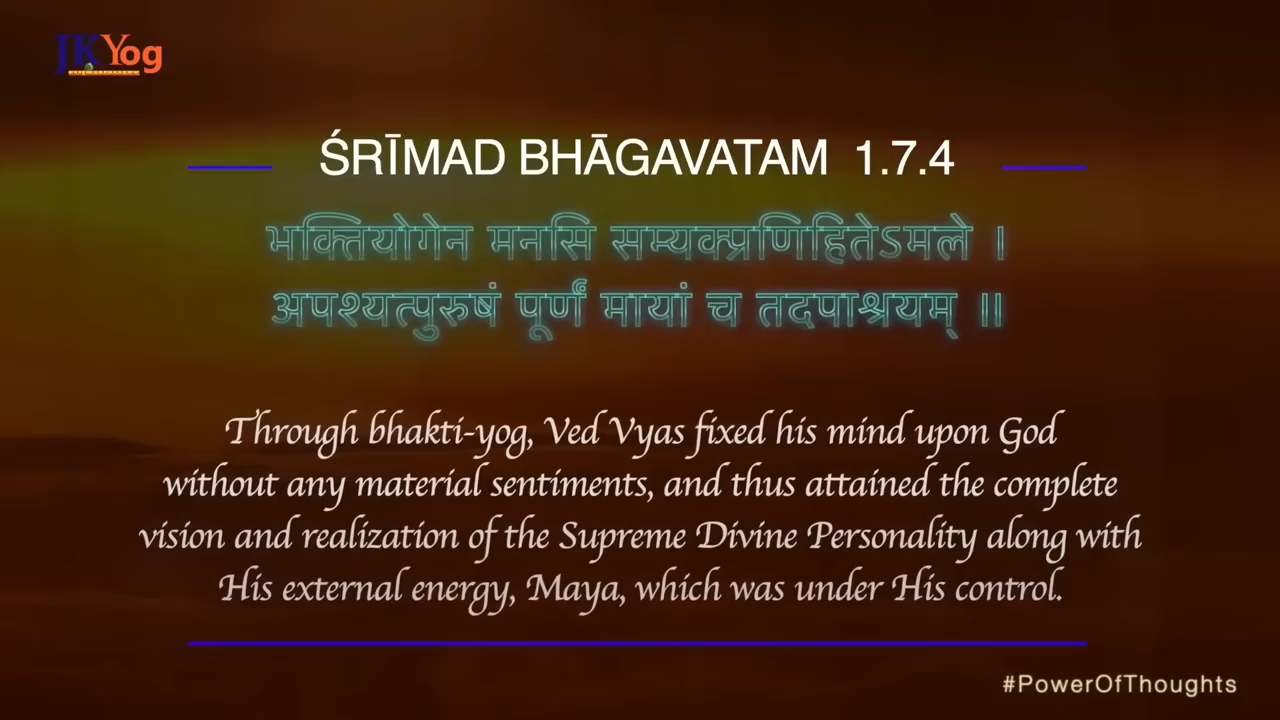 JKYog
ŚRĪMAD BHĀGAVATAM 1.7.4
भक्तियोगेन मनसि सम्यक्प्रणिहितेऽमले ।
अपश्यत्पुरुषं पूर्णं मायां च तदपाश्रयम् ॥
Through bhakti-yog, Ved Vyas fixed his mind upon God
without any material sentiments, and thus attained the complete
vision and realization of the Supreme Divine Personality along with
His external energy, Maya, which was under His control.
#PowerOfThoughts